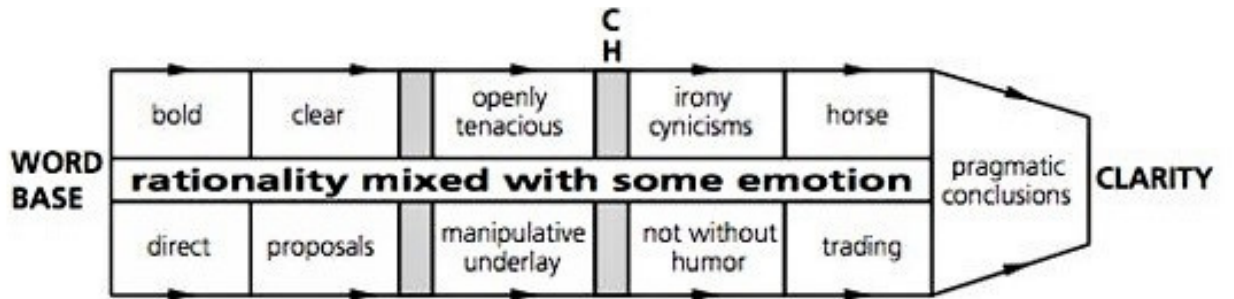 C
H
bold
clear
openly
tenacious
irony
cynicisms
horse
WORD
BASE
rationality mixed with some emotion
pragmatic
conclusions
CLARITY
direct
proposals
manipulative
underlay
not without
humor
trading